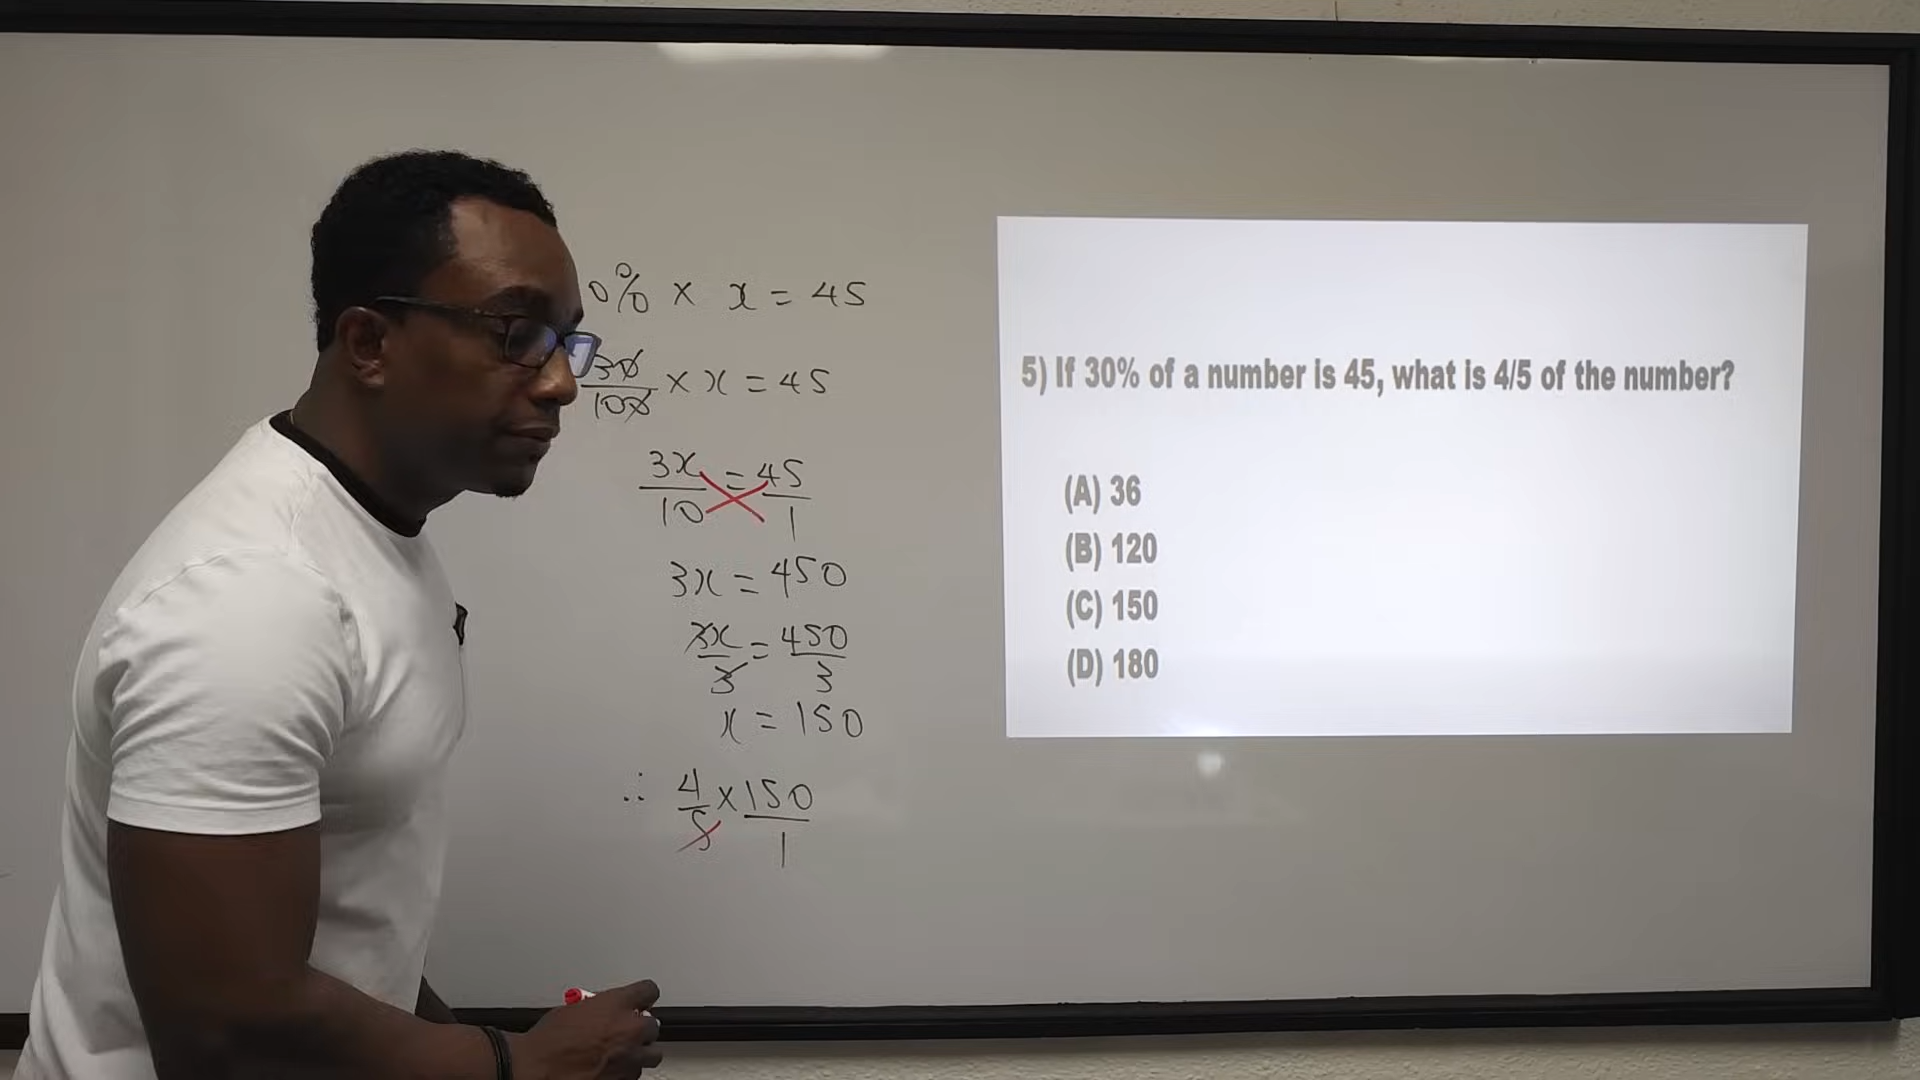 0% × x = 45
30/100 × x = 45
3x/10 = 45/1
3x = 450
3x/3 = 450/3
x = 150
∴ 4/5 × 150/1
5) If 30% of a number is 45, what is 4/5 of the number?
(A) 36
(B) 120
(C) 150
(D) 180